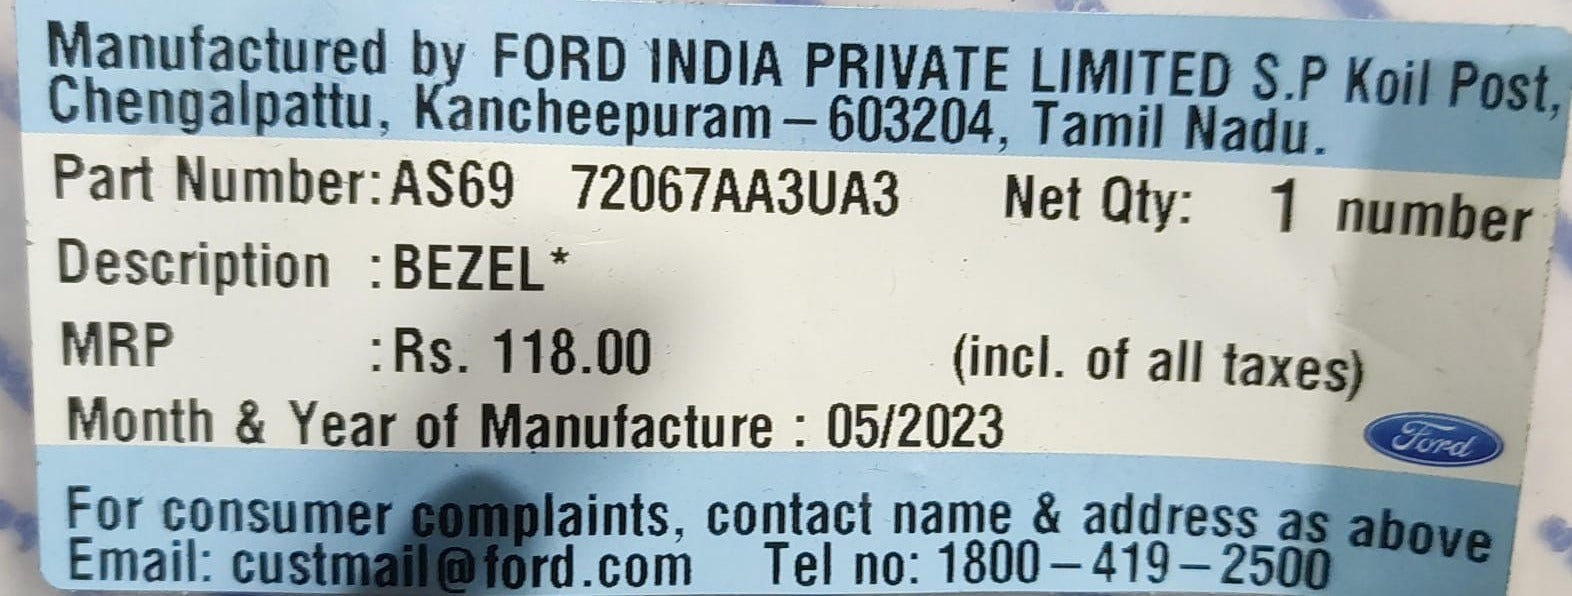 Manufactured by FORD INDIA PRIVATE LIMITED S.P Koil Post,
Chengalpattu, Kancheepuram – 603204, Tamil Nadu.
Part Number: AS69 72067AA3UA3 Net Qty: 1 number
Description : BEZEL*
MRP : Rs. 118.00 (incl. of all taxes)
Month & Year of Manufacture : 05/2023
Ford
For consumer complaints, contact name & address as above
Email: custmail@ford.com Tel no: 1800–419–2500